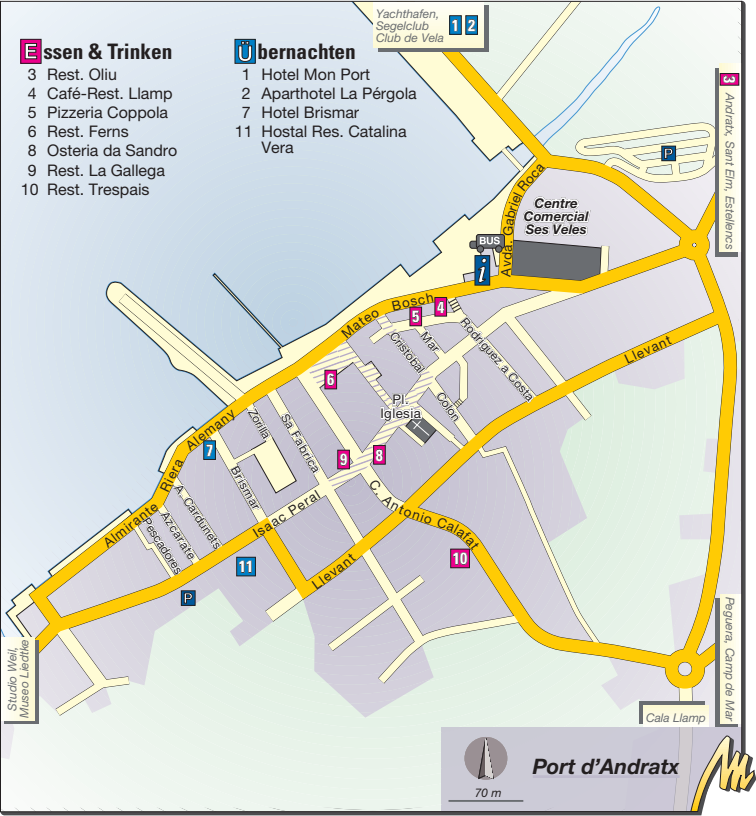 Yachthafen,
Segelclub
Club de Vela
1 2
Essen & Trinken
3 Rest. Oliu
4 Café-Rest. Llamp
5 Pizzeria Coppola
6 Rest. Ferns
8 Osteria da Sandro
9 Rest. La Gallega
10 Rest. Trespais
Übernachten
1 Hotel Mon Port
2 Aparthotel La Pérgola
7 Hotel Brismar
11 Hostal Res. Catalina
Vera
3
Andratx, Sant Elm, Estellencs
P
Avda. Gabriel Roca
Centre
Comercial
Ses Veles
BUS
i
Mateo Bosch
4
5
Rodriguez a Costa
Mar
Cristobal
Llevant
6
Pl.
Iglesia
Colon
Zorilla
Sa Fabrica
Almirante Riera Alemany
7
9
8
Brismar
A. Cardunets
Azcarate
Pescadores
Isaac Peral
C. Antonio Calafat
10
11
Llevant
P
Studio Weil,
Museo Liedtke
Peguera, Camp de Mar
Cala Llamp
70 m
Port d'Andratx